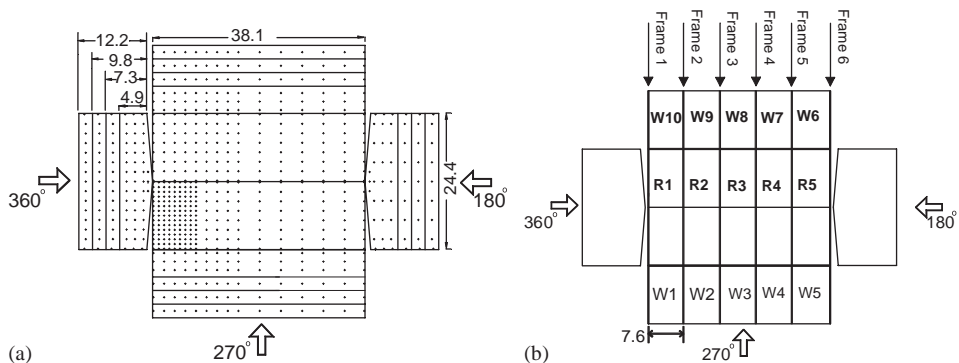 12.2
9.8
7.3
4.9
38.1
24.4
360°
180°
270°
(a)
Frame 1
Frame 2
Frame 3
Frame 4
Frame 5
Frame 6
W10 W9 W8 W7 W6
R1 R2 R3 R4 R5
W1 W2 W3 W4 W5
360°
180°
7.6
270°
(b)